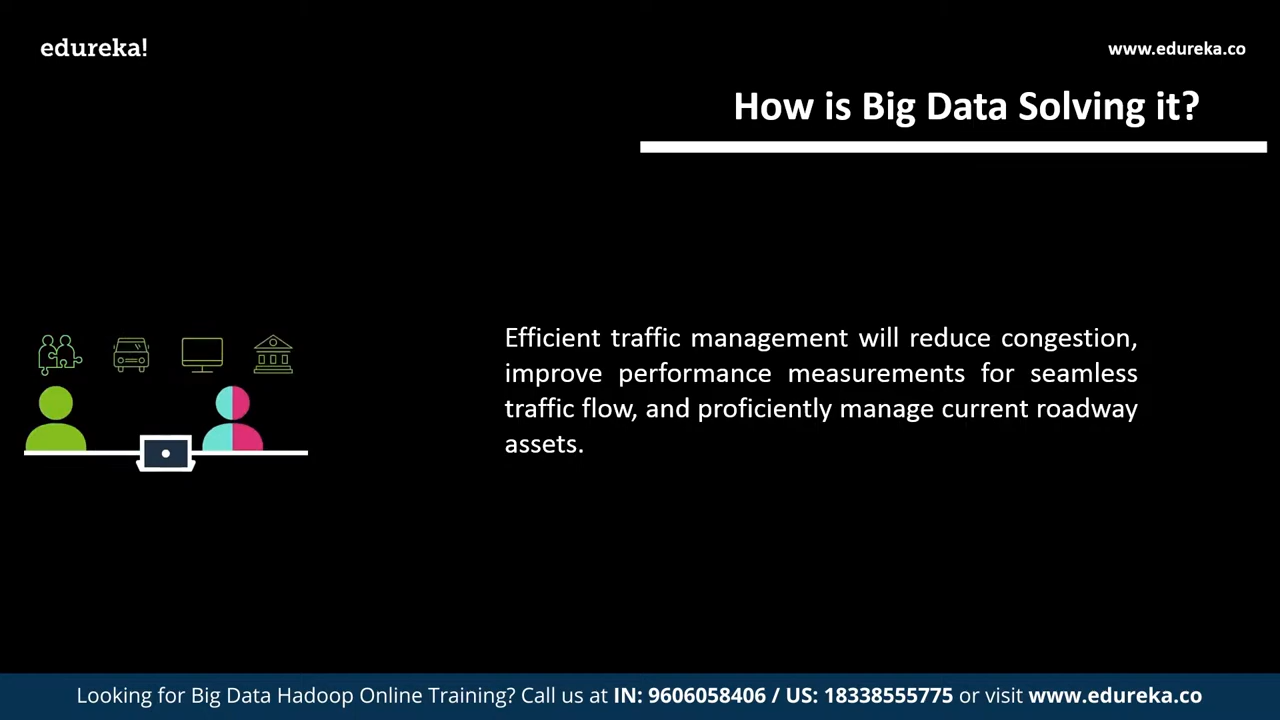 edureka!
www.edureka.co
How is Big Data Solving it?
Efficient traffic management will reduce congestion,
improve performance measurements for seamless
traffic flow, and proficiently manage current roadway
assets.
Looking for Big Data Hadoop Online Training? Call us at IN: 9606058406 / US: 18338555775 or visit www.edureka.co